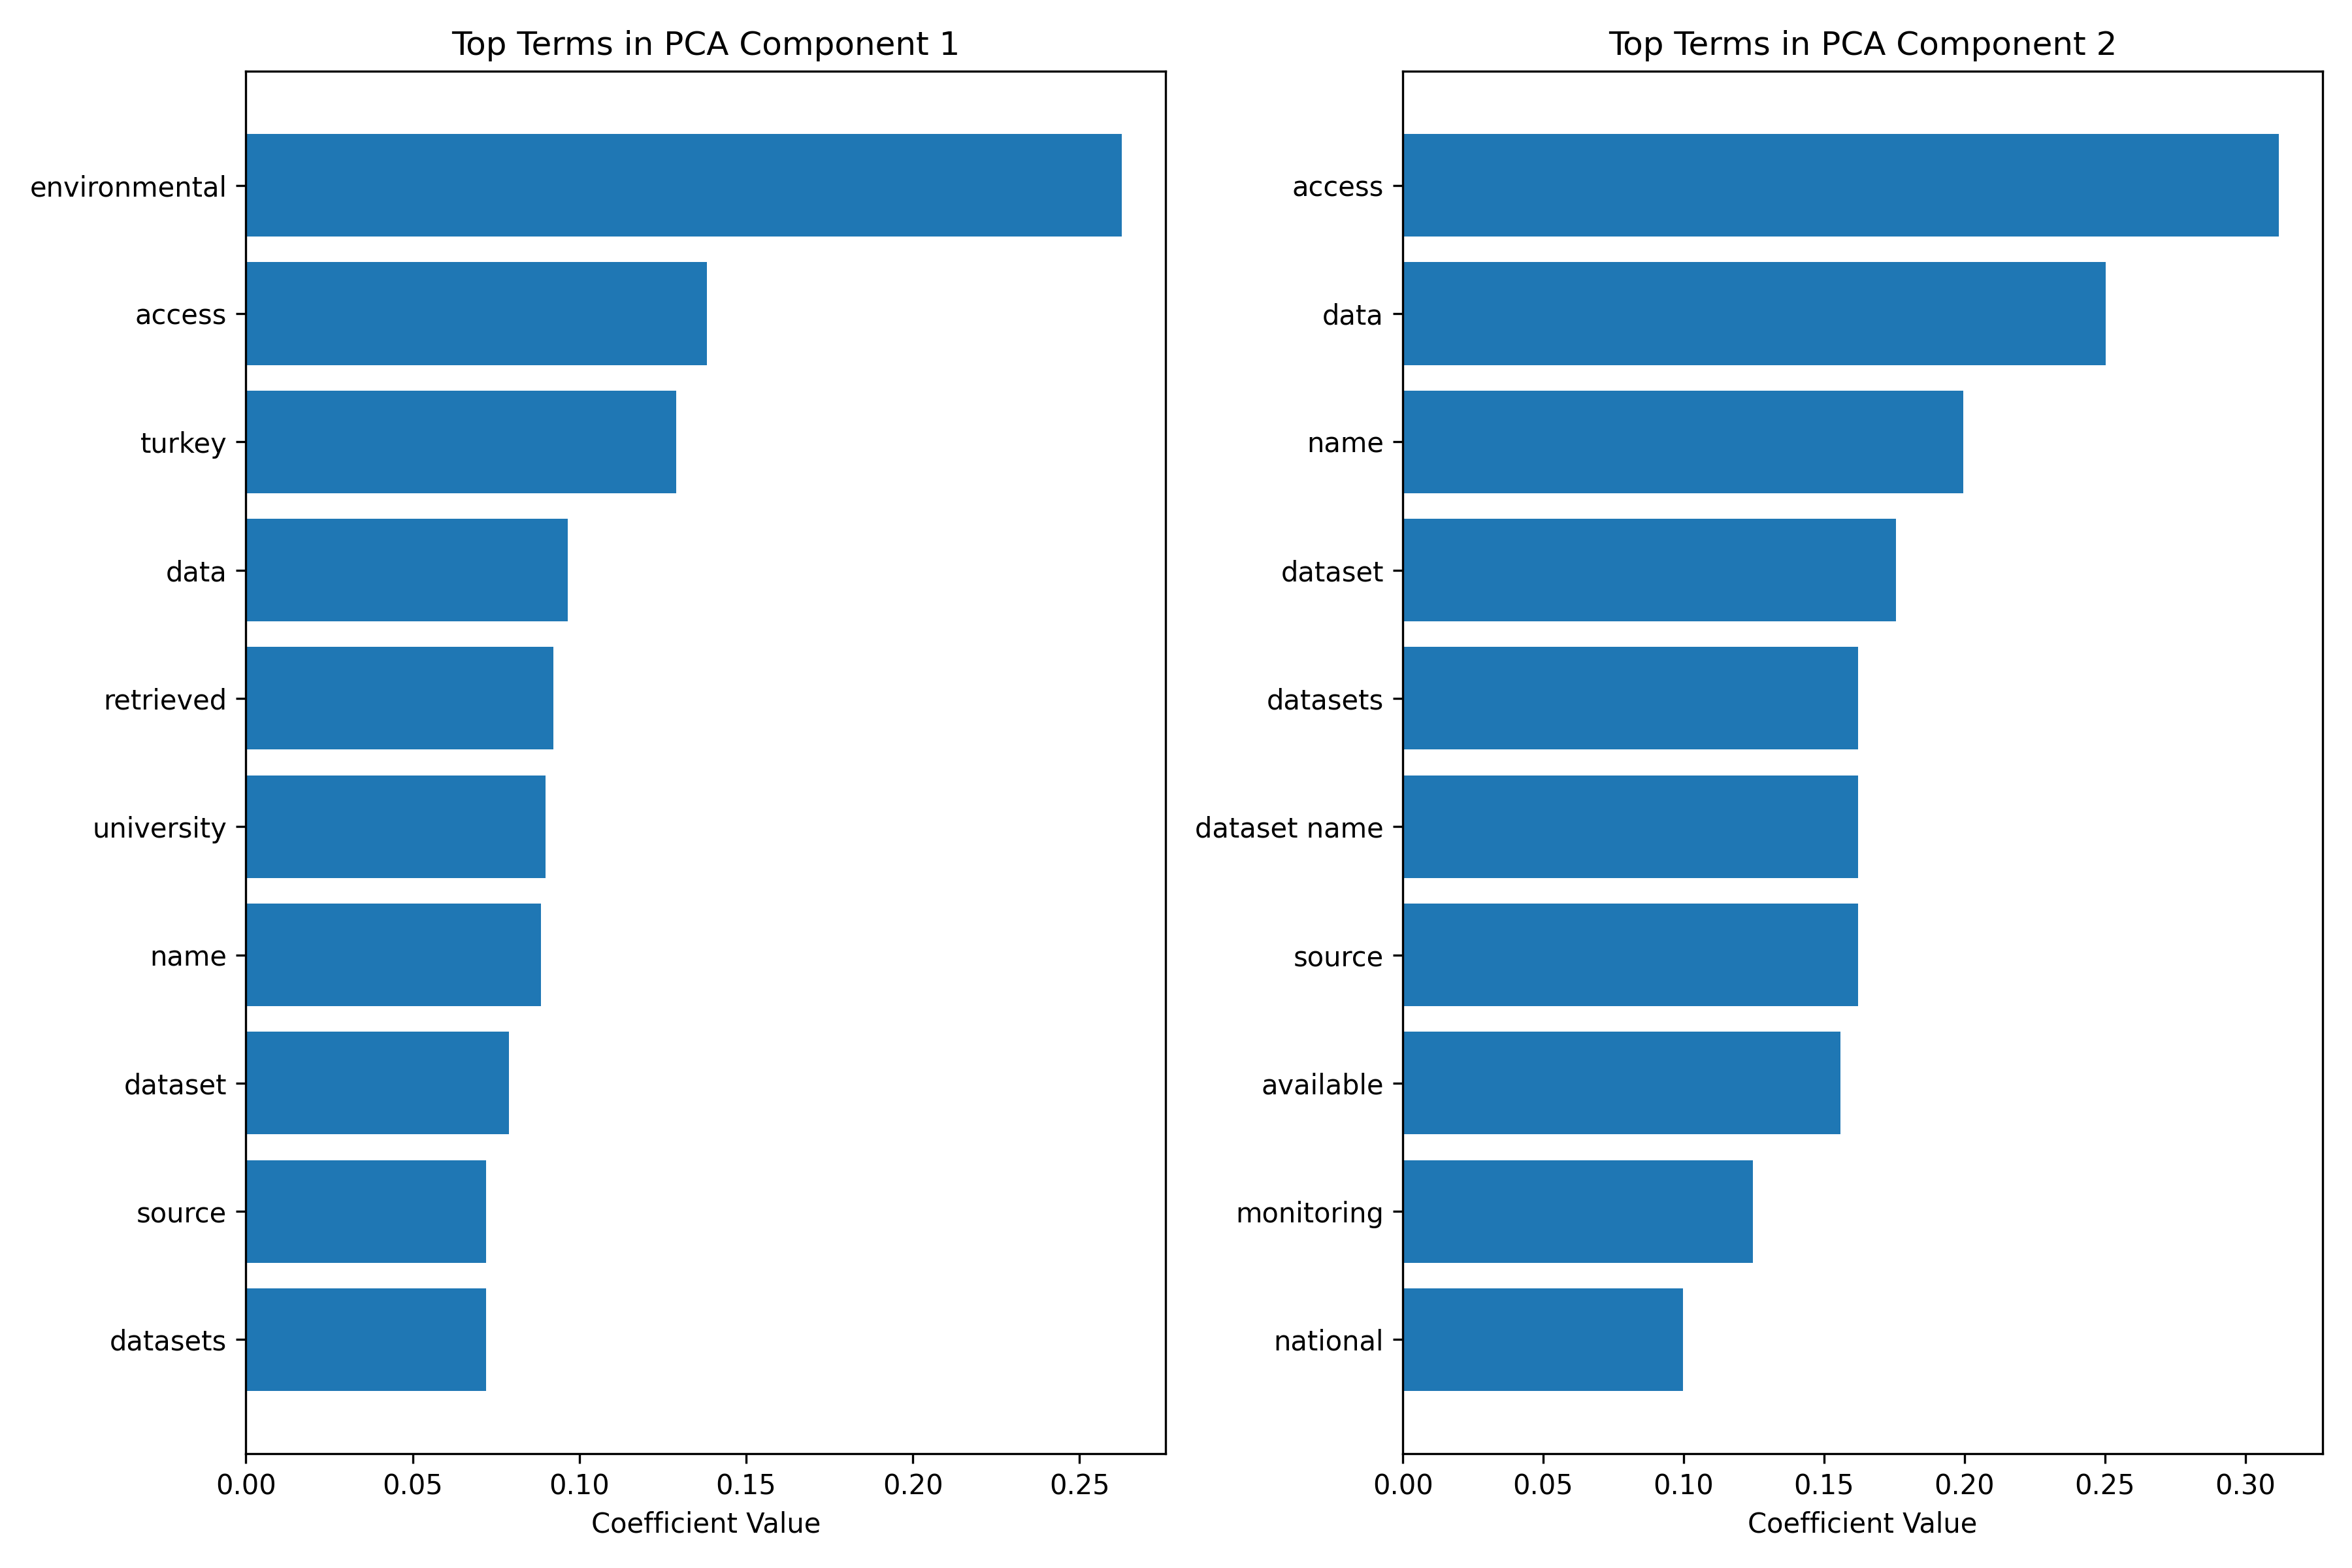 Top Terms in PCA Component 1
environmental
access
turkey
data
retrieved
university
name
dataset
source
datasets
0.00 0.05 0.10 0.15 0.20 0.25
Coefficient Value
Top Terms in PCA Component 2
access
data
name
dataset
datasets
dataset name
source
available
monitoring
national
0.00 0.05 0.10 0.15 0.20 0.25 0.30
Coefficient Value